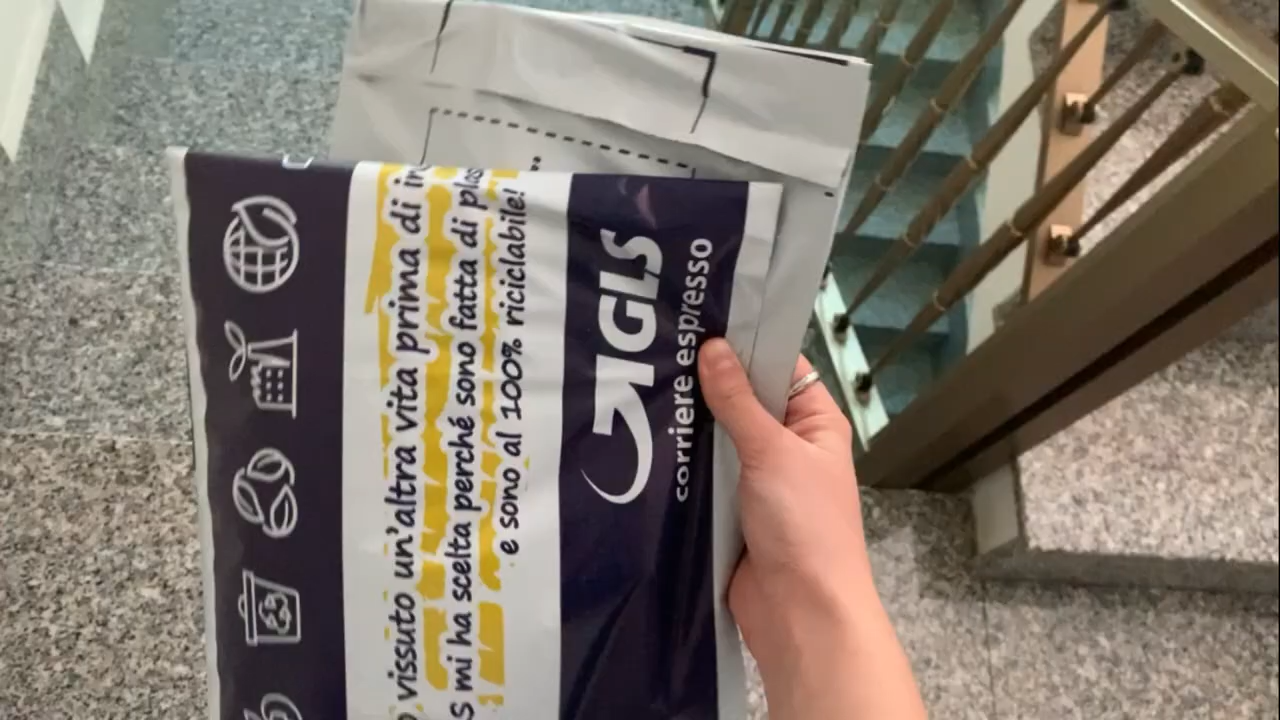 vissuto un'altra vita prima di
mi ha scelta perché sono fatta di
e sono al 100% riciclabile!
GLS
corriere espresso